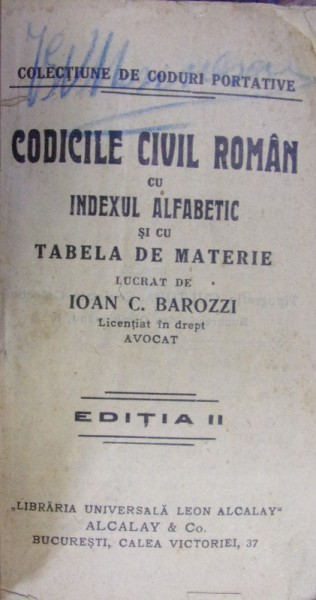 COLECȚIUNE DE CODURI PORTATIVE
CODICILE CIVIL ROMÂN
CU
INDEXUL ALFABETIC
ȘI CU
TABELA DE MATERIE
LUCRAT DE
IOAN C. BAROZZI
Licențiat în drept
AVOCAT
EDIȚIA II
„LIBRĂRIA UNIVERSALĂ LEON ALCALAY“
ALCALAY & Co.
BUCUREȘTI, CALEA VICTORIEI, 37